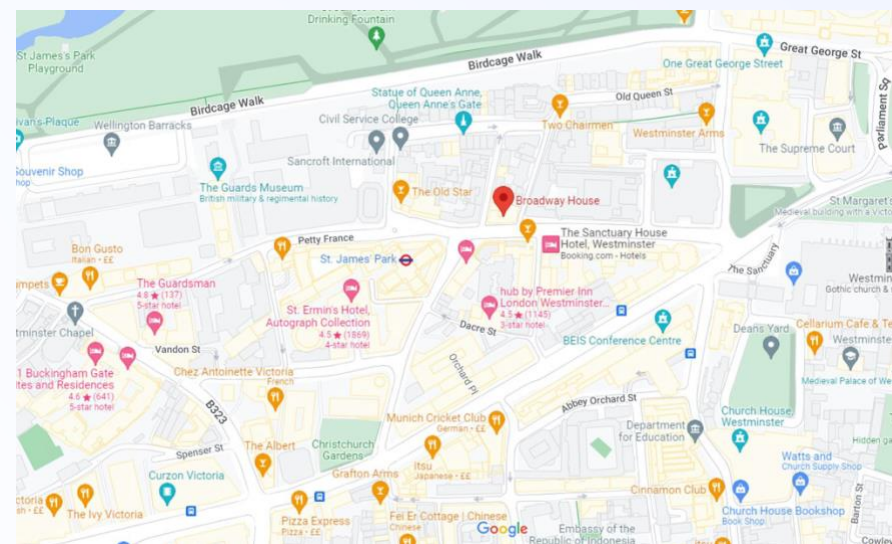 Drinking Fountain
St James's Park
Playground
Birdcage Walk
Great George St
One Great George Street
Birdcage Walk
Statue of Queen Anne,
Queen Anne's Gate
Old Queen St
Parliament Sq
Wellington Barracks
Civil Service College
Two Chairmen
Westminster Arms
The Supreme Court
Sancroft International
Souvenir Shop
The Guards Museum
British military & regimental history
The Old Star
Broadway House
St Margaret's
Petty France
The Sanctuary House
Hotel, Westminster
Booking.com - Hotels
Bon Gusto
Italian - ££
St. James' Park
The Sanctuary
The Guardsman
4.8 ★ (137)
5-star hotel
hub by Premier Inn
London Westminster...
4.5 ★ (1145)
3-star hotel
Gothic church &
St. Ermin's Hotel,
Autograph Collection
4.5 ★ (1869)
4-star hotel
Dacre St
Deans Yard
Cellarium Cafe & Te
BEIS Conference Centre
Vandon St
Medieval Palace of We
Orchard Pl
Chez Antoinette Victoria
French
1 Buckingham Gate
ites and Residences
4.6 ★ (641)
5-star hotel
B323
Abbey Orchard St
Munich Cricket Club
German - ££
Church House
Westminster
Department
for Education
The Albert
Christchurch
Gardens
Spenser St
Watts and
Church Supply Shop
Itsu
Japanese - ££
Curzon Victoria
Grafton Arms
Cinnamon Club
Barton St
The Ivy Victoria
Pizza Express
Pizza - ££
Fei Er Cottage | Chinese
Chinese
Google
Embassy of the
Republic of Indonesia
Church House Bookshop
Book Shop
Cowley